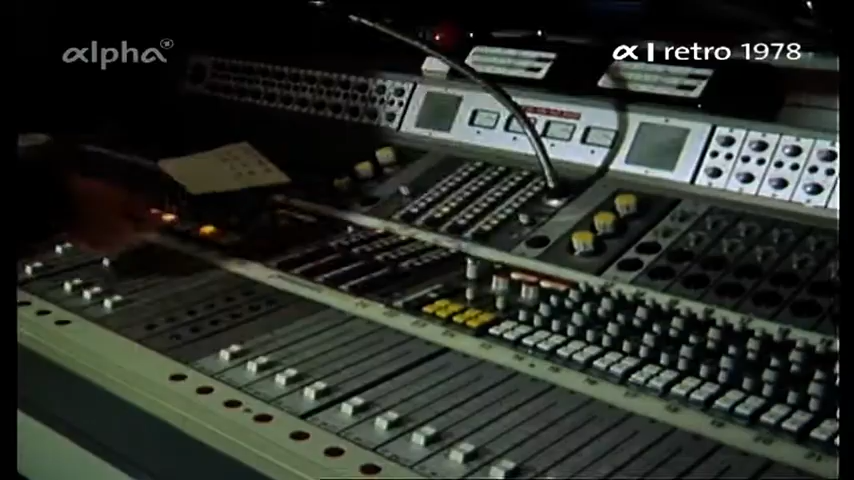 alpha
α | retro 1978